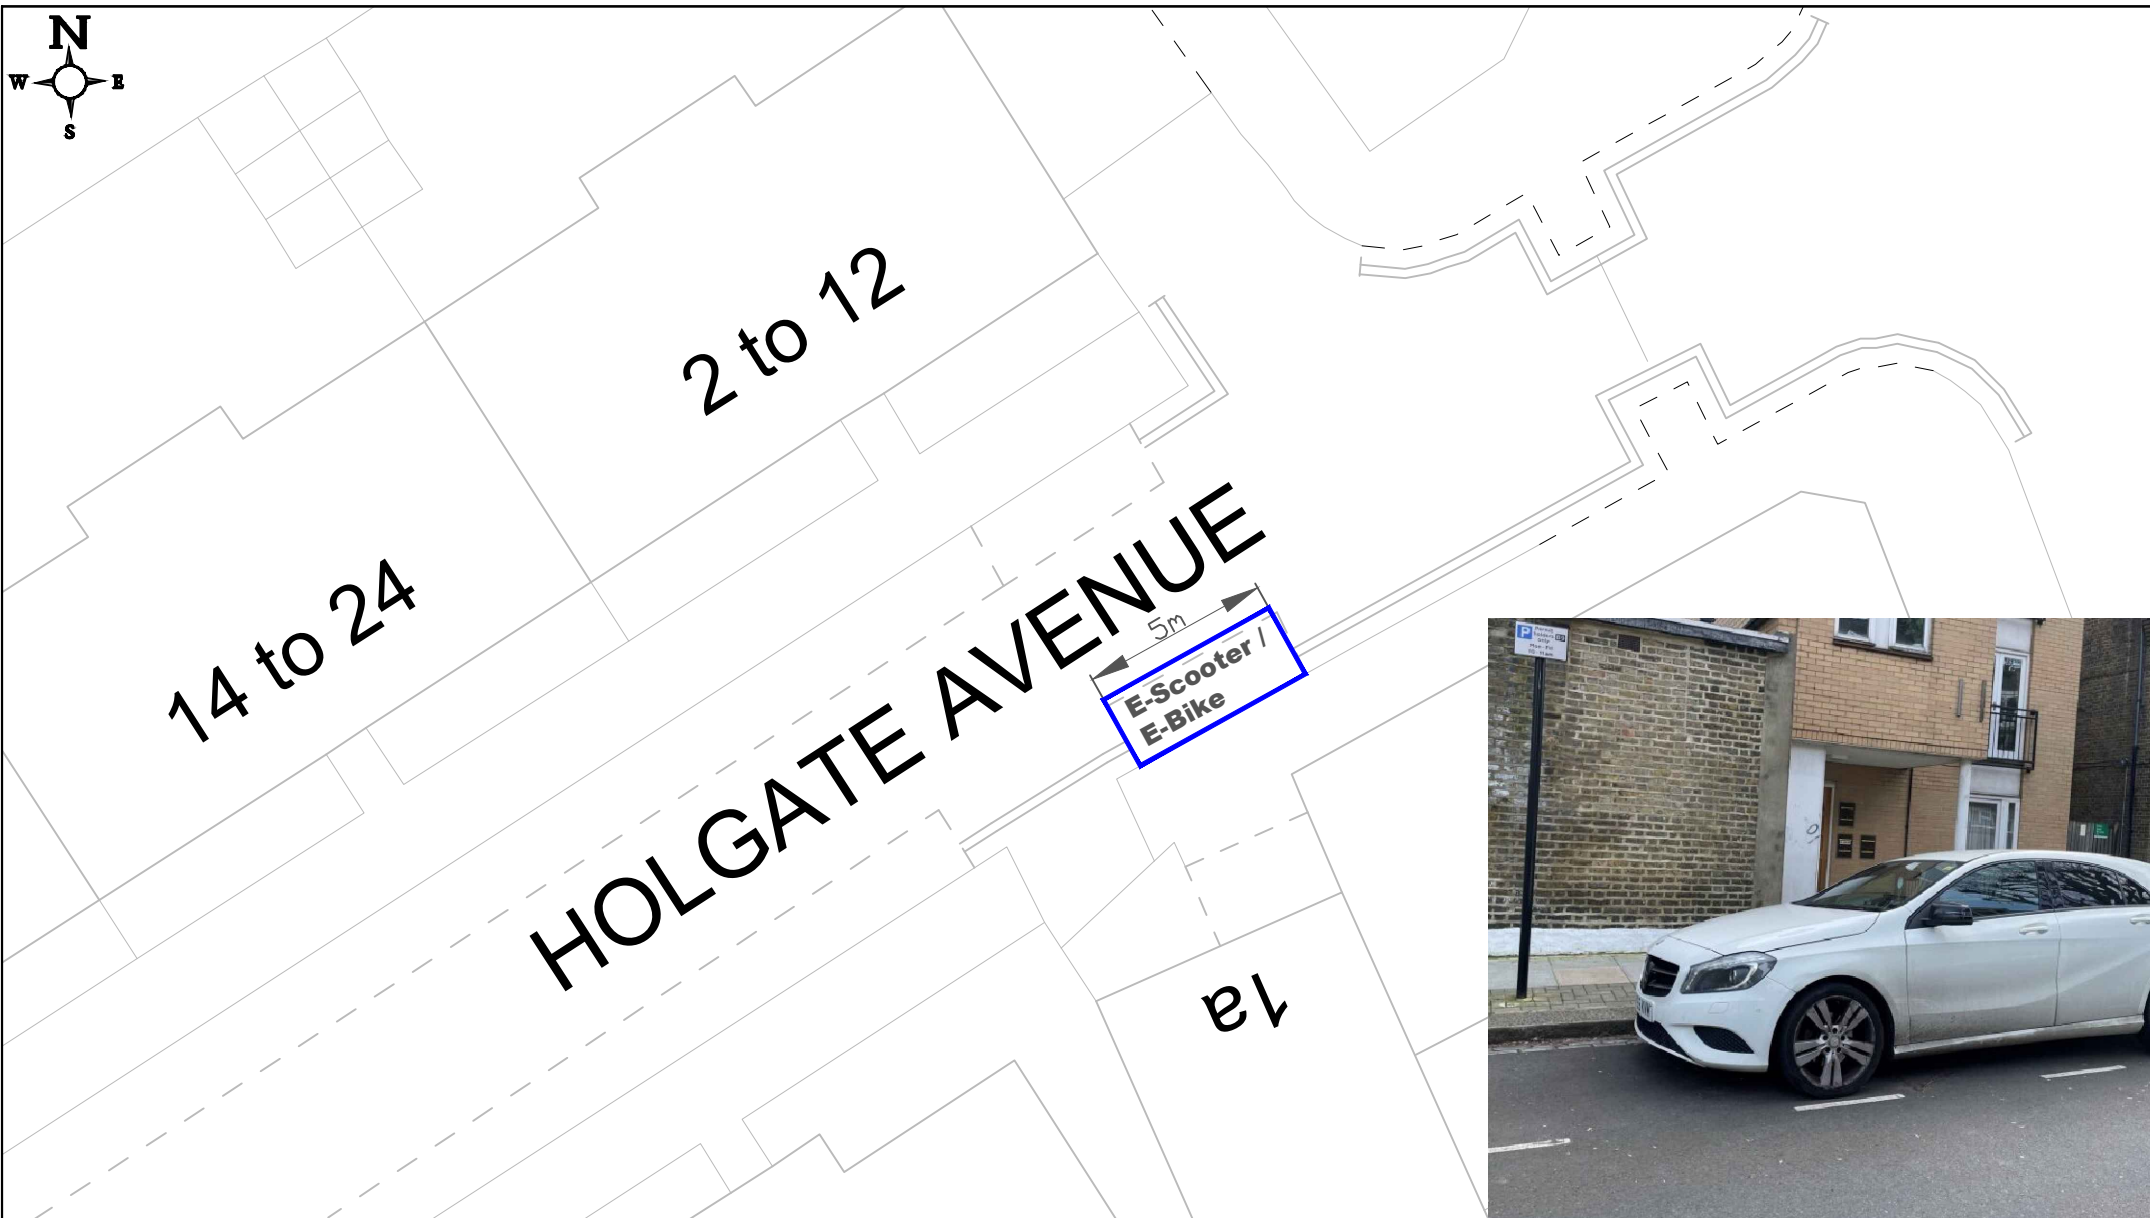 N
W E
S
2 to 12
14 to 24
HOLGATE AVENUE
5m
E-Scooter /
E-Bike
1a
P